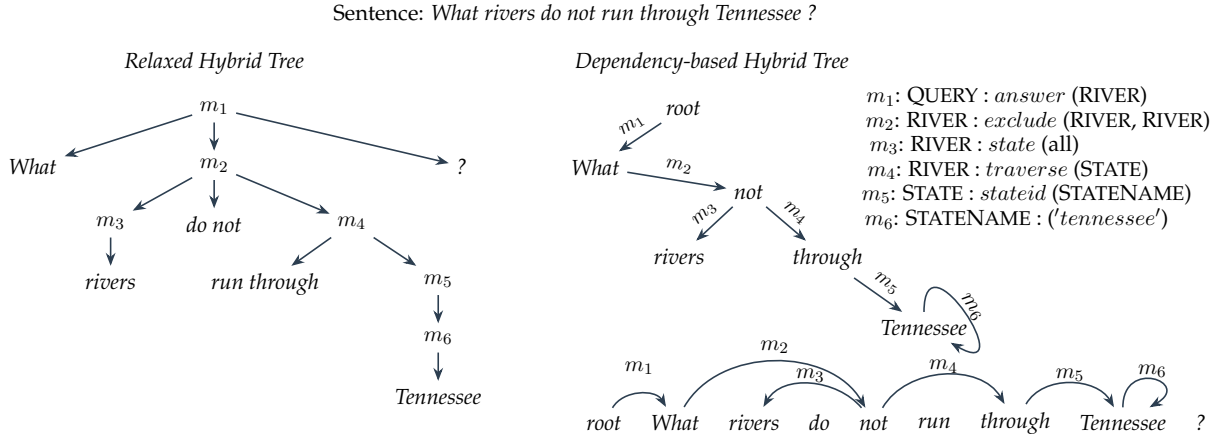 Sentence: What rivers do not run through Tennessee ?
Relaxed Hybrid Tree
m1
What
m2
?
m3
do not
m4
rivers
run through
m5
m6
Tennessee
Dependency-based Hybrid Tree
root
m1
What
m2
not
m3
m4
rivers
through
m5
Tennessee
m6
m1: QUERY : answer (RIVER)
m2: RIVER : exclude (RIVER, RIVER)
m3: RIVER : state (all)
m4: RIVER : traverse (STATE)
m5: STATE : stateid (STATENAME)
m6: STATENAME : ('tennessee')
m1 m2 m3 m4 m5 m6
root What rivers do not run through Tennessee ?